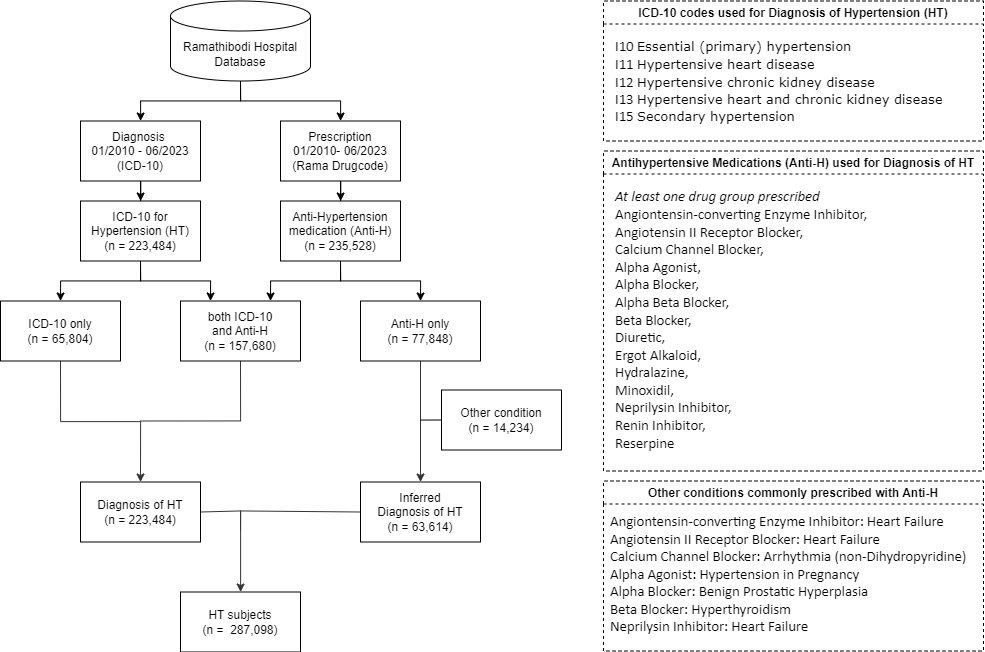 Ramathibodi Hospital
Database
Diagnosis
01/2010 - 06/2023
(ICD-10)
Prescription
01/2010- 06/2023
(Rama Drugcode)
ICD-10 for
Hypertension (HT)
(n = 223,484)
Anti-Hypertension
medication (Anti-H)
(n = 235,528)
ICD-10 only
(n = 65,804)
both ICD-10
and Anti-H
(n = 157,680)
Anti-H only
(n = 77,848)
Other condition
(n = 14,234)
Diagnosis of HT
(n = 223,484)
Inferred
Diagnosis of HT
(n = 63,614)
HT subjects
(n = 287,098)
ICD-10 codes used for Diagnosis of Hypertension (HT)
I10 Essential (primary) hypertension
I11 Hypertensive heart disease
I12 Hypertensive chronic kidney disease
I13 Hypertensive heart and chronic kidney disease
I15 Secondary hypertension
Antihypertensive Medications (Anti-H) used for Diagnosis of HT
At least one drug group prescribed
Angiontensin-converting Enzyme Inhibitor,
Angiotensin II Receptor Blocker,
Calcium Channel Blocker,
Alpha Agonist,
Alpha Blocker,
Alpha Beta Blocker,
Beta Blocker,
Diuretic,
Ergot Alkaloid,
Hydralazine,
Minoxidil,
Neprilysin Inhibitor,
Renin Inhibitor,
Reserpine
Other conditions commonly prescribed with Anti-H
Angiontensin-converting Enzyme Inhibitor: Heart Failure
Angiotensin II Receptor Blocker: Heart Failure
Calcium Channel Blocker: Arrhythmia (non-Dihydropyridine)
Alpha Agonist: Hypertension in Pregnancy
Alpha Blocker: Benign Prostatic Hyperplasia
Beta Blocker: Hyperthyroidism
Neprilysin Inhibitor: Heart Failure